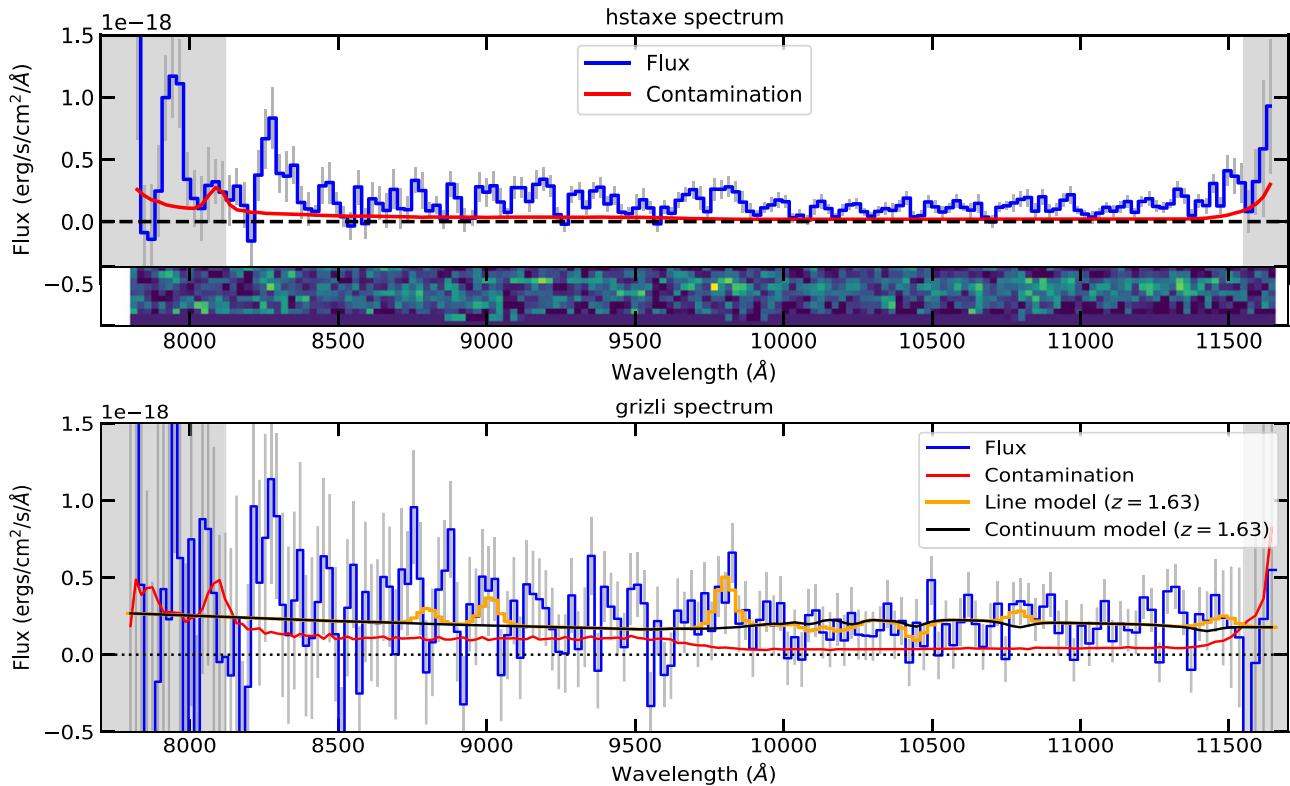 hstaxe spectrum
1e−18
Flux
Contamination
1.5
1.0
0.5
0.0
−0.5
Flux (erg/s/cm²/Å)
8000 8500 9000 9500 10000 10500 11000 11500
Wavelength (Å)
grizli spectrum
1e−18
Flux
Contamination
Line model (z = 1.63)
Continuum model (z = 1.63)
1.5
1.0
0.5
0.0
−0.5
Flux (ergs/cm²/s/Å)
8000 8500 9000 9500 10000 10500 11000 11500
Wavelength (Å)